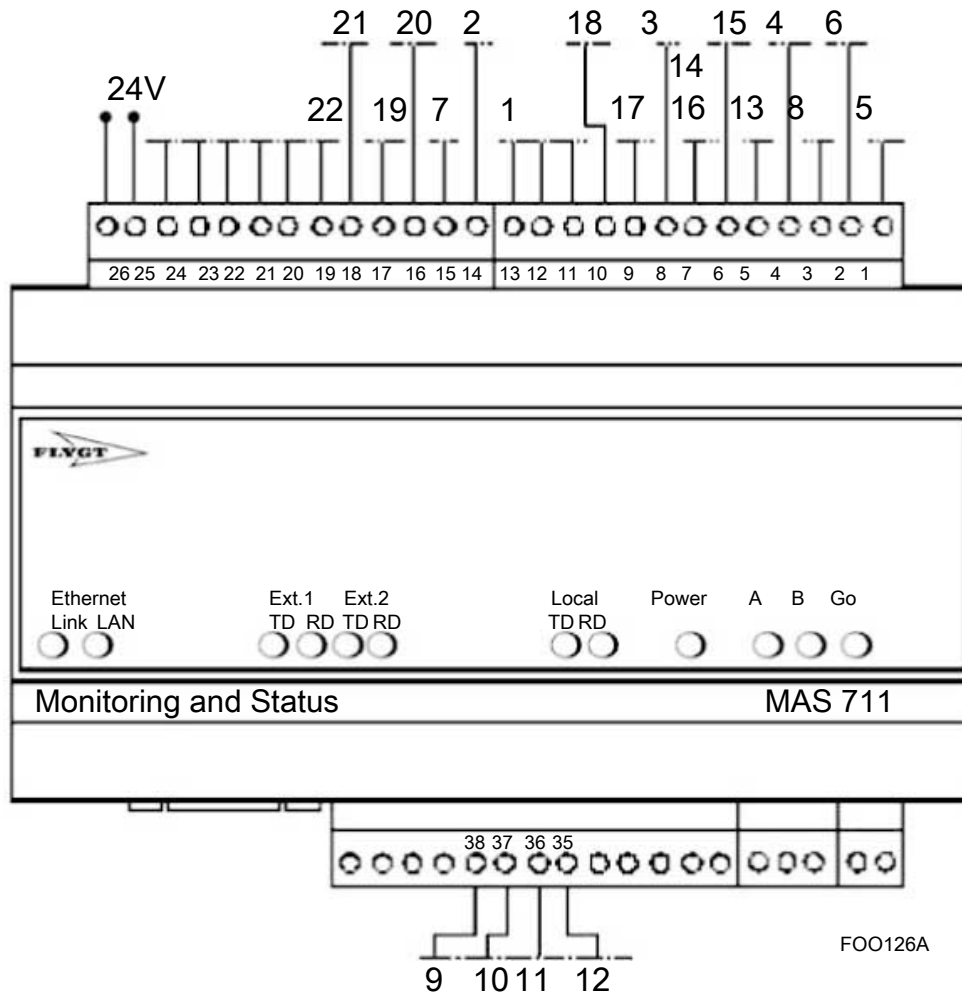 21 20 2 18 3 15 4 6
14
24V 22 19 7 1 17 16 13 8 5
26 25 24 23 22 21 20 19 18 17 16 15 14 13 12 11 10 9 8 7 6 5 4 3 2 1
FLYGT
Ethernet Ext.1 Ext.2 Local Power A B Go
Link LAN TD RD TD RD TD RD
Monitoring and Status MAS 711
38 37 36 35
FOO126A
9 10 11 12